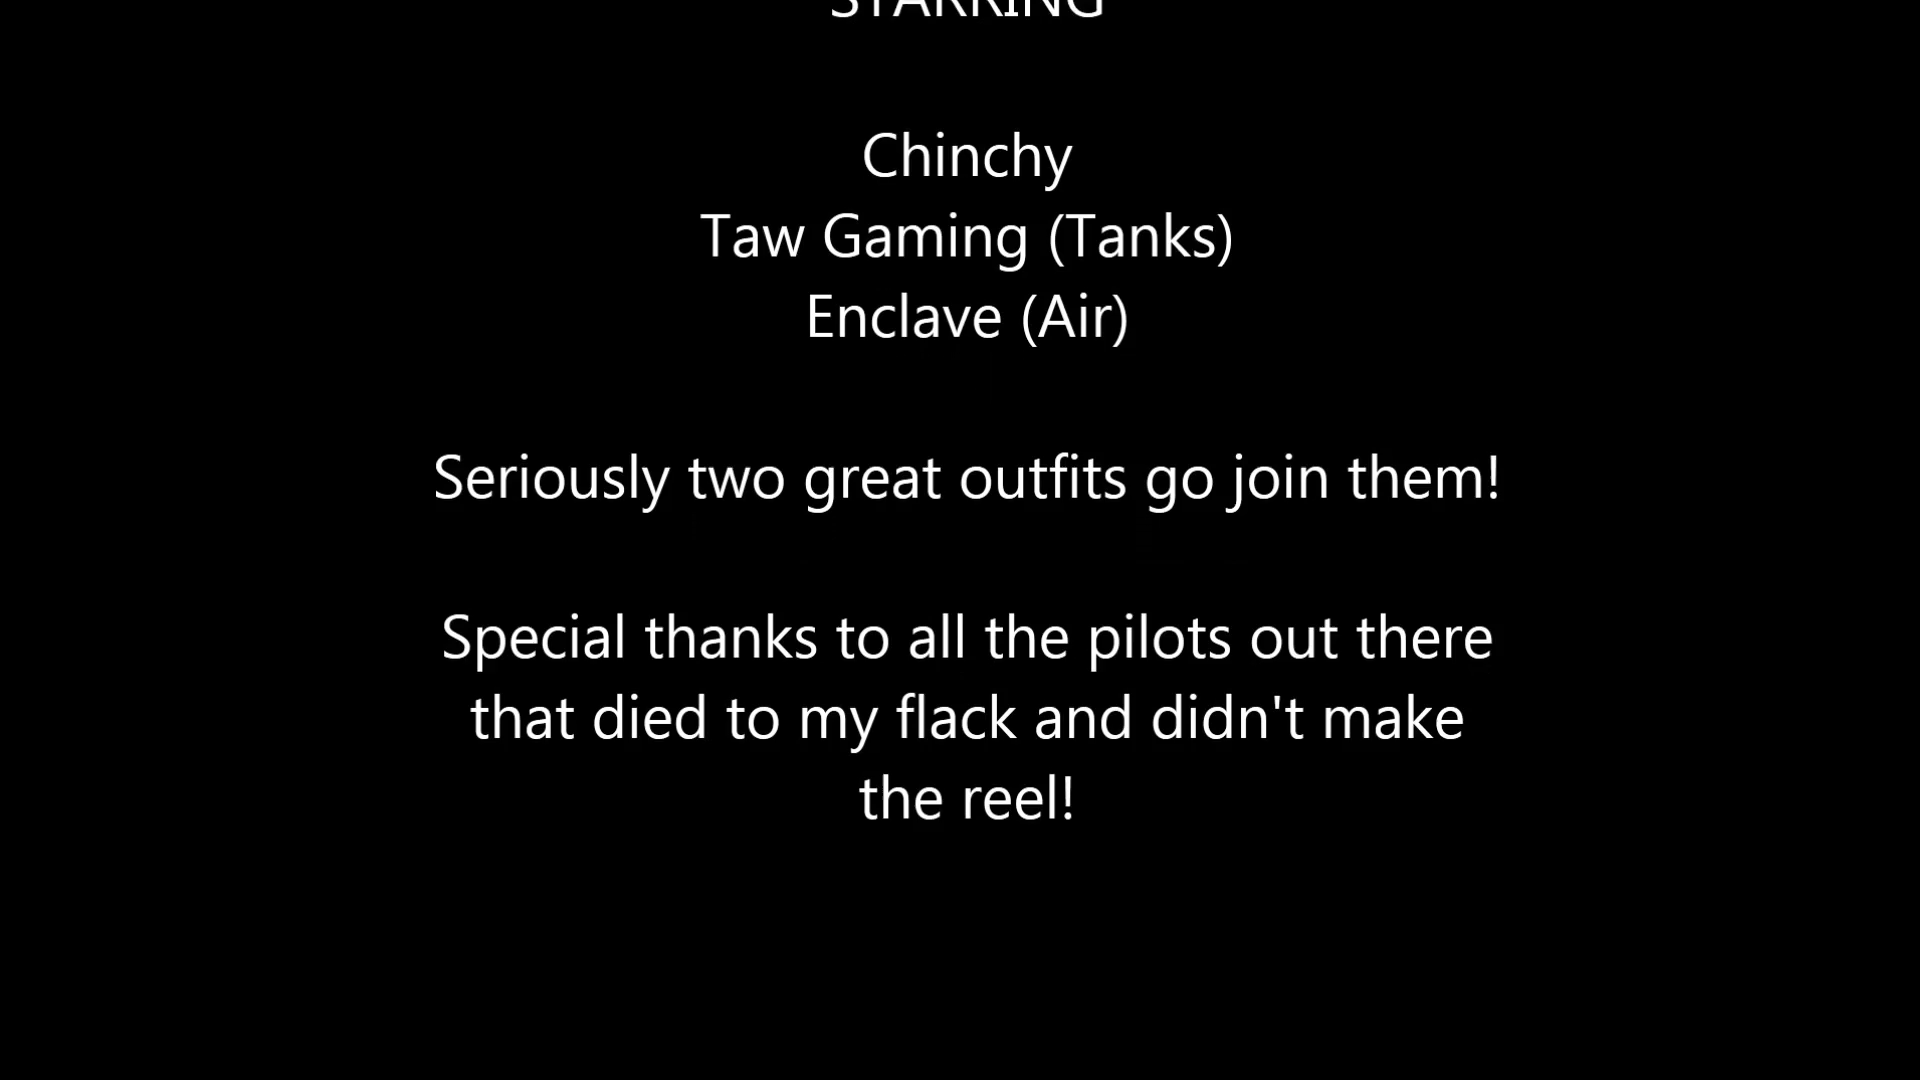 STARRING
Chinchy
Taw Gaming (Tanks)
Enclave (Air)
Seriously two great outfits go join them!
Special thanks to all the pilots out there
that died to my flack and didn't make
the reel!